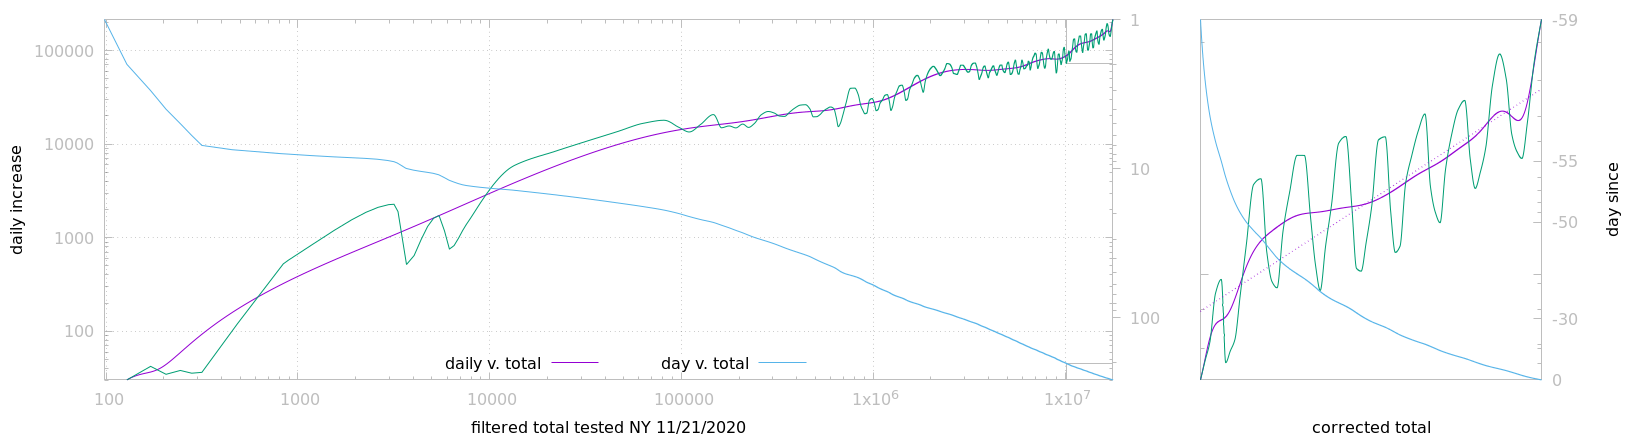 100000
10000
1000
100
daily increase
100
1000
10000
100000
1x10⁶
1x10⁷
1
10
100
daily v. total
day v. total
filtered total tested NY 11/21/2020
-59
-55
-50
-30
0
day since
corrected total